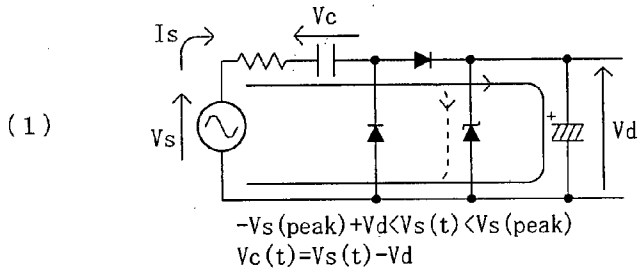 Vc
Is
(1)
Vs
+
Vd
-Vs(peak)+Vd<Vs(t)<Vs(peak)
Vc(t)=Vs(t)-Vd